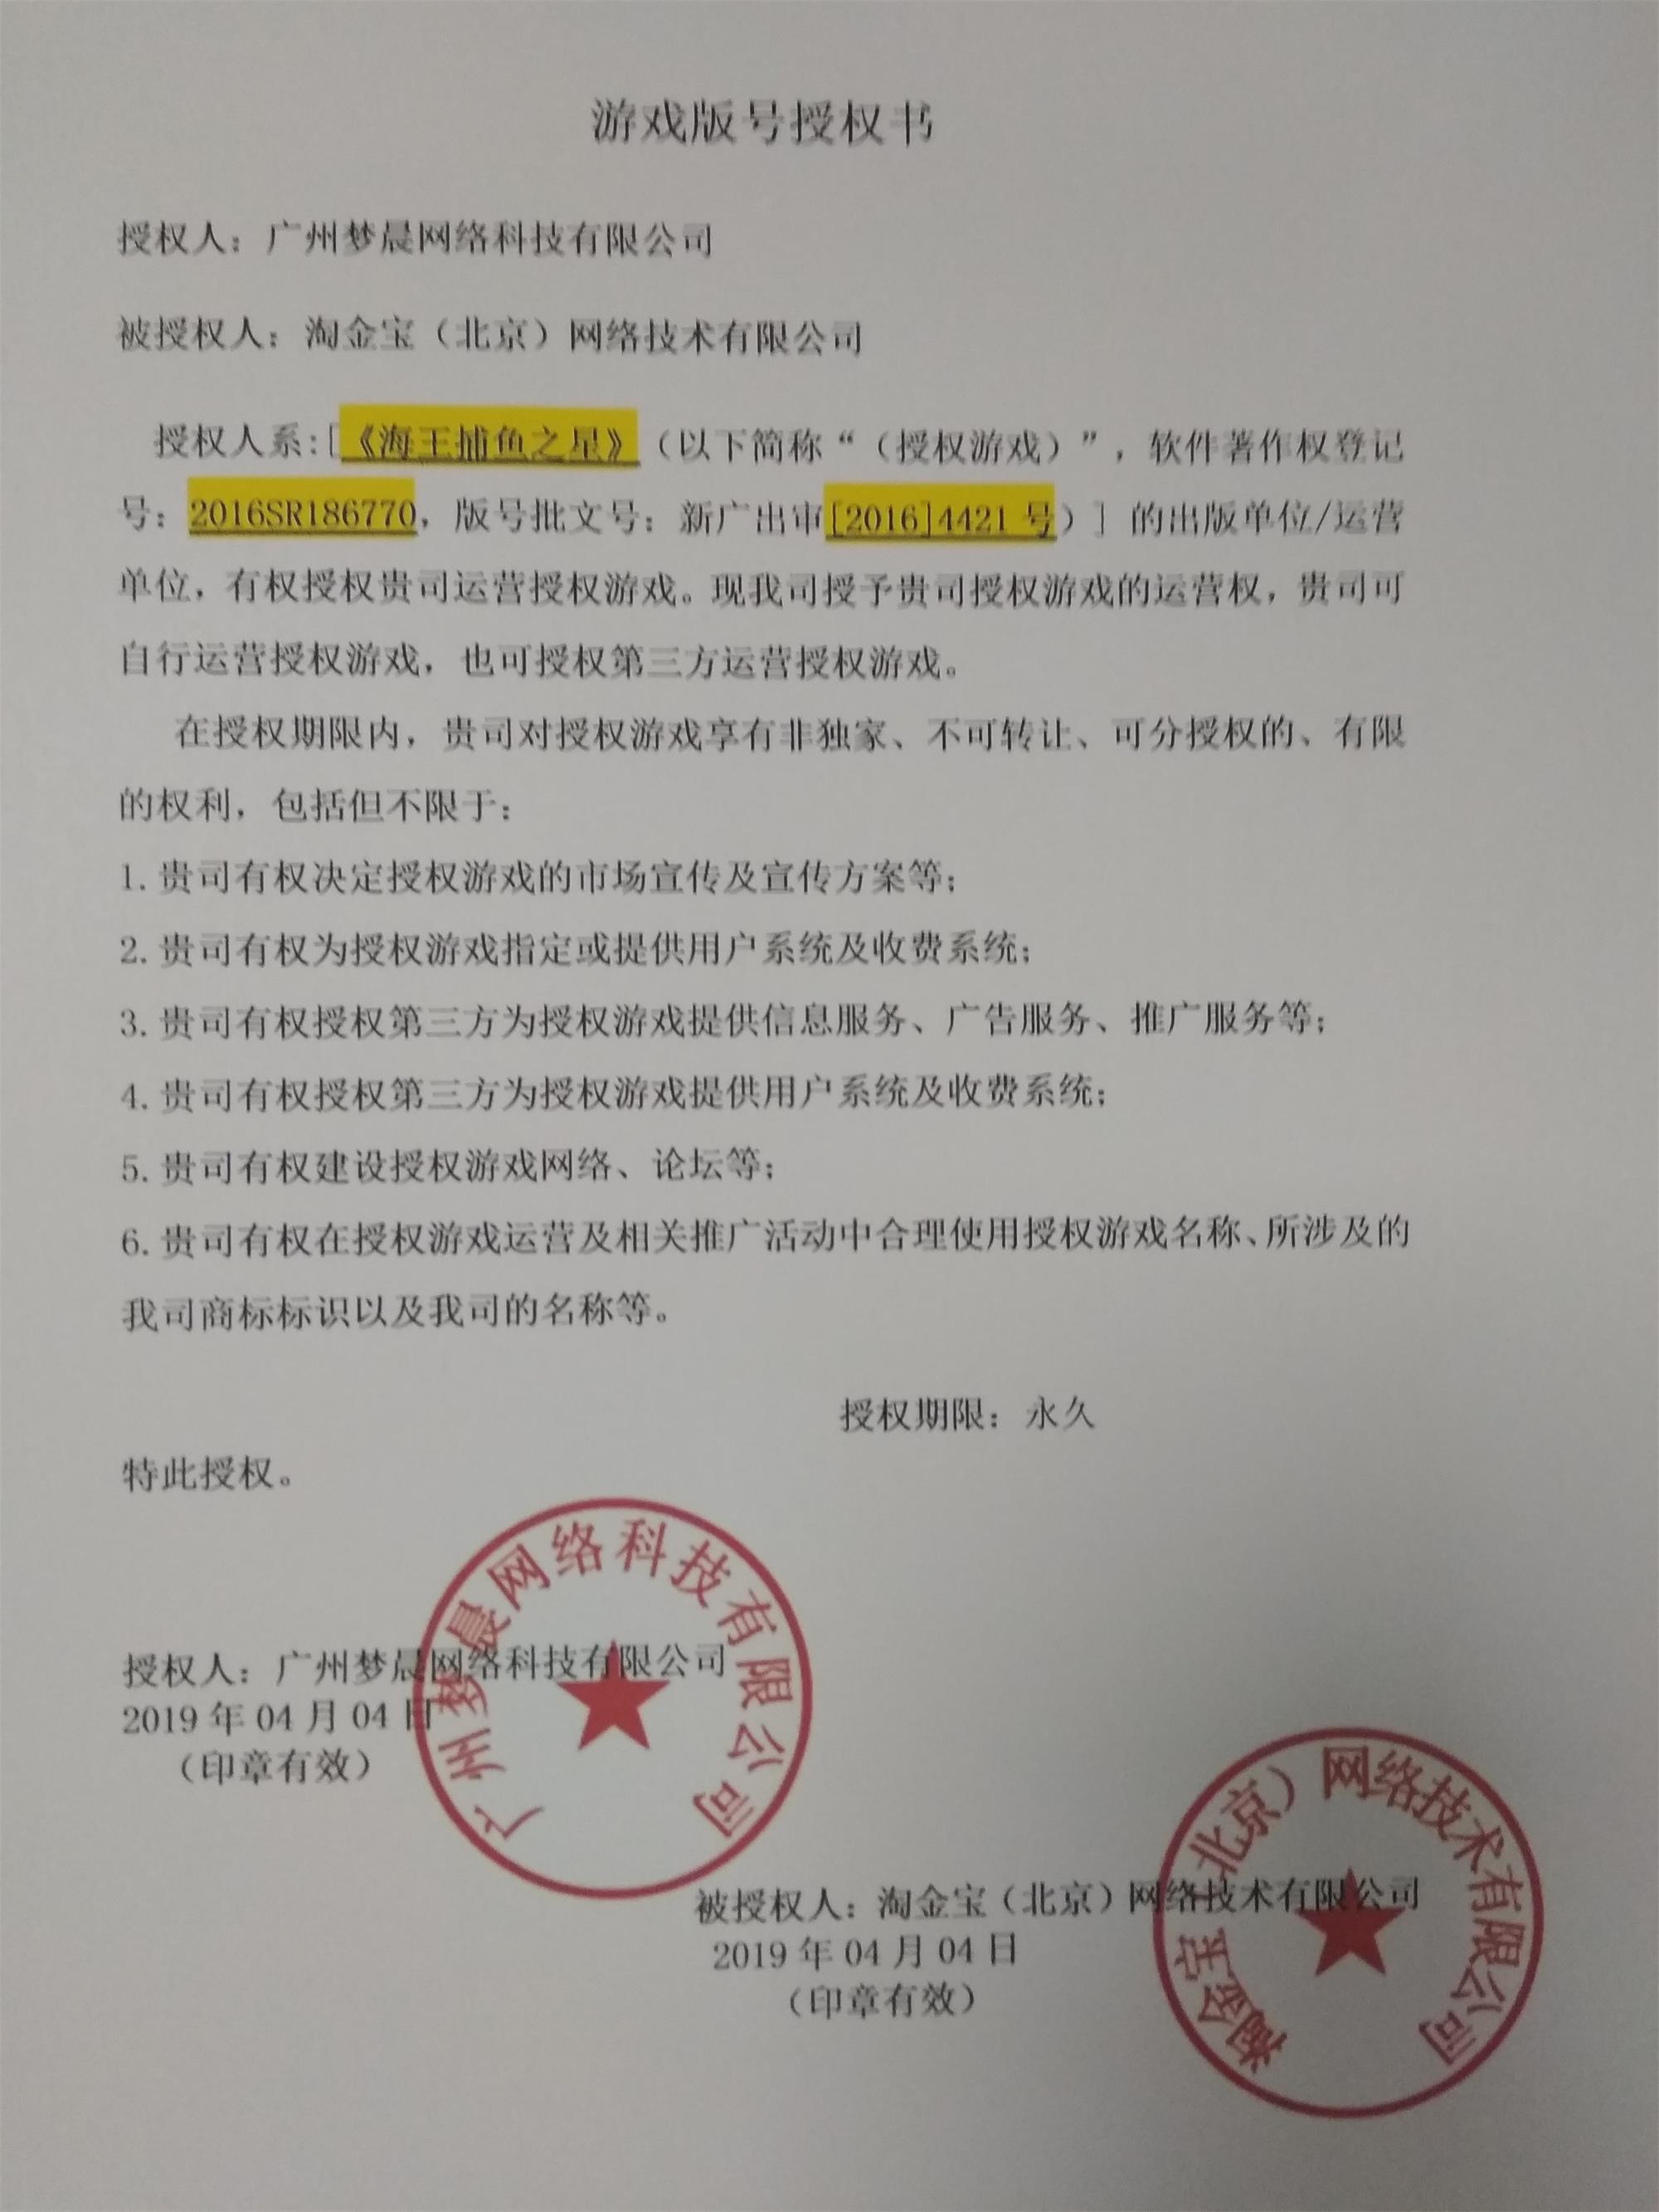 游戏版号授权书
授权人：广州梦晨网络科技有限公司
被授权人：淘金宝（北京）网络技术有限公司
授权人系:[《海王捕鱼之星》（以下简称“（授权游戏）”，软件著作权登记
号：2016SR186770，版号批文号：新广出审[2016]4421 号）] 的出版单位/运营
单位，有权授权贵司运营授权游戏。现我司授予贵司授权游戏的运营权，贵司可
自行运营授权游戏，也可授权第三方运营授权游戏。
在授权期限内，贵司对授权游戏享有非独家、不可转让、可分授权的、有限
的权利，包括但不限于：
1. 贵司有权决定授权游戏的市场宣传及宣传方案等；
2. 贵司有权为授权游戏指定或提供用户系统及收费系统；
3. 贵司有权授权第三方为授权游戏提供信息服务、广告服务、推广服务等；
4. 贵司有权授权第三方为授权游戏提供用户系统及收费系统；
5. 贵司有权建设授权游戏网络、论坛等；
6. 贵司有权在授权游戏运营及相关推广活动中合理使用授权游戏名称、所涉及的
我司商标标识以及我司的名称等。
授权期限：永久
特此授权。
广州梦晨网络科技有限公司
授权人：广州梦晨网络科技有限公司
2019 年 04 月 04 日
（印章有效）
淘金宝（北京）网络技术有限公司
被授权人：淘金宝（北京）网络技术有限公司
2019 年 04 月 04 日
（印章有效）